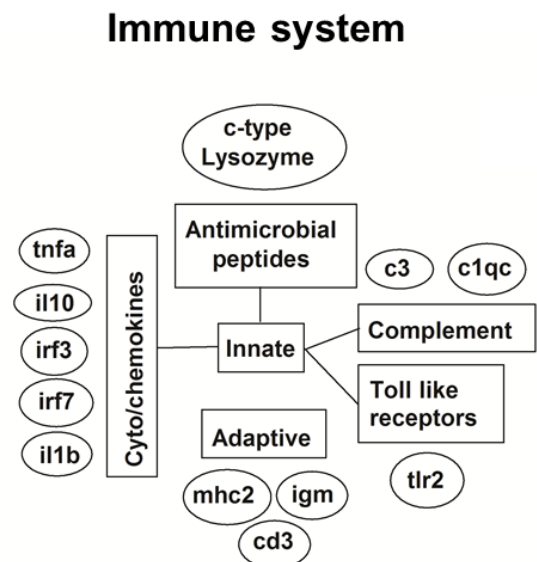 Immune system
c-type
Lysozyme
Antimicrobial
peptides
tnfa
il10
irf3
irf7
il1b
Cyto/chemokines
Innate
c3
c1qc
Complement
Toll like
receptors
tlr2
Adaptive
mhc2
igm
cd3